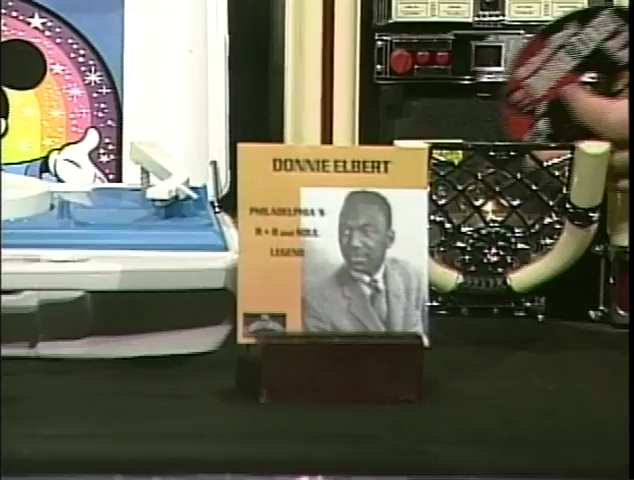 DONNIE ELBERT
PHILADELPHIA'S
R & B and SOUL
LEGEND